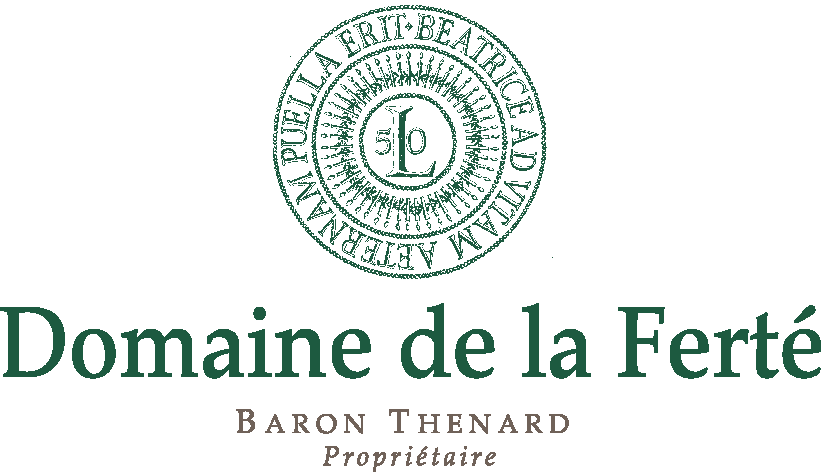 BEATRICE AD VITAM AETERNAM PUELLA ERIT
5 L 0
Domaine de la Ferté
BARON THENARD
Propriétaire